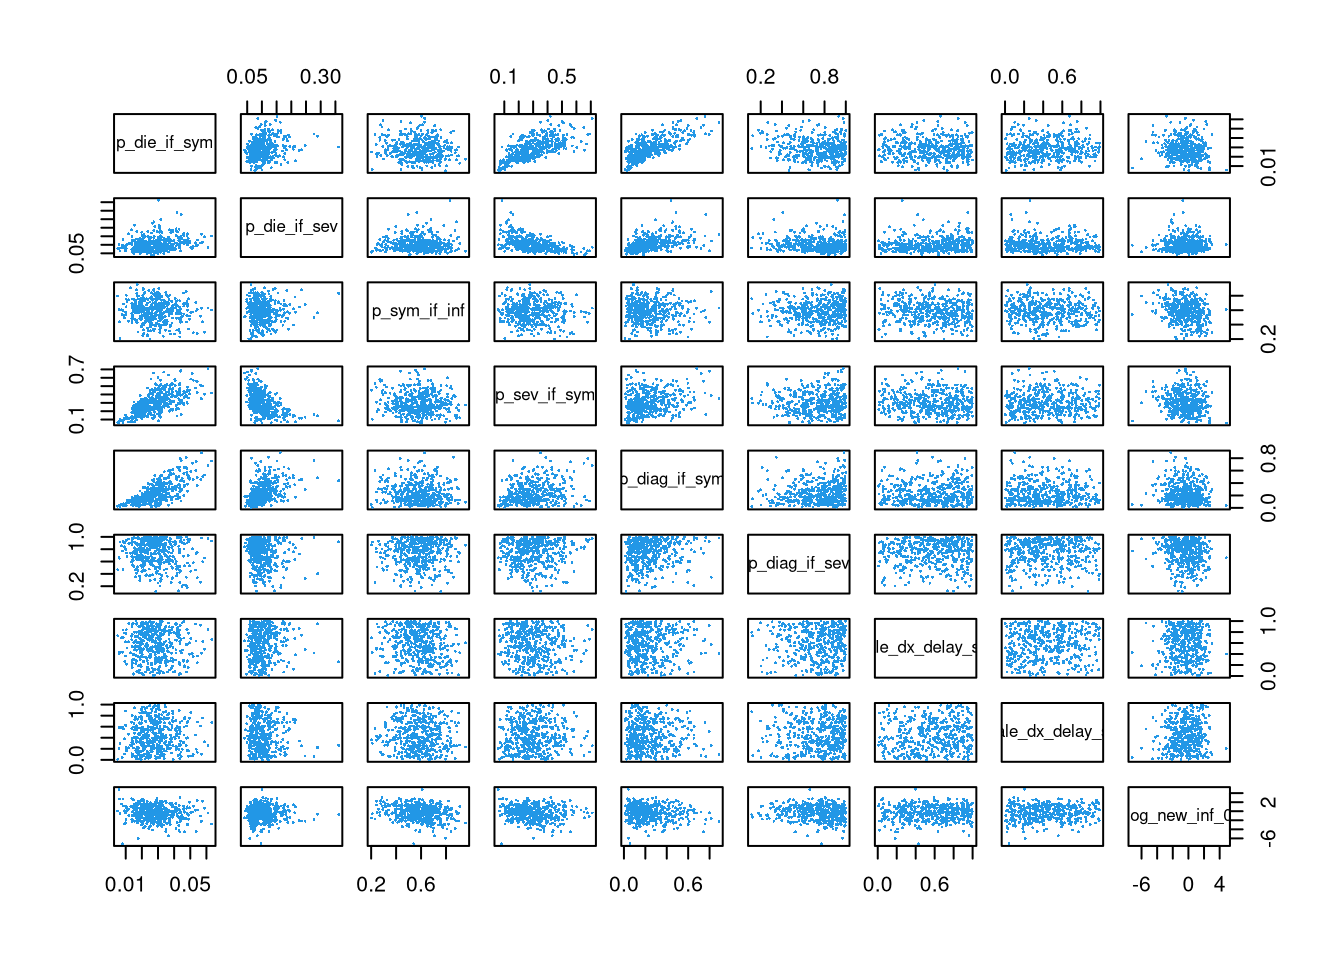 0.05 0.30 0.1 0.5 0.2 0.8 0.0 0.6
p_die_if_sym 0.01
0.05 p_die_if_sev
p_sym_if_inf 0.2
0.1 0.7 p_sev_if_sym
p_diag_if_sym 0.0 0.8
0.2 1.0 p_diag_if_sev
le_dx_delay_s 0.0 1.0
0.0 1.0 ale_dx_delay_
og_new_inf_0 -6 2
0.01 0.05 0.2 0.6 0.0 0.6 0.0 0.6 -6 0 4